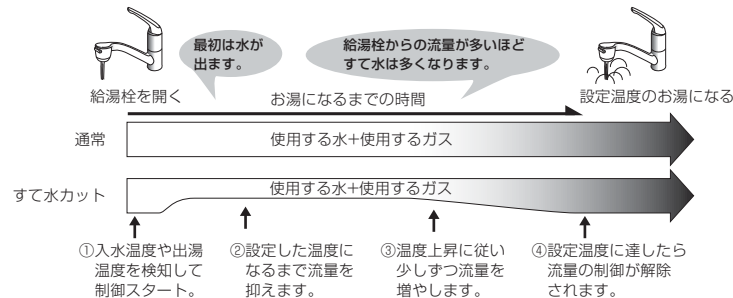 最初は水が
出ます。
給湯栓からの流量が多いほど
すて水は多くなります。
給湯栓を開く
お湯になるまでの時間
設定温度のお湯になる
通常
使用する水+使用するガス
すて水カット
使用する水+使用するガス
①入水温度や出湯
温度を検知して
制御スタート。
②設定した温度に
なるまで流量を
抑えます。
③温度上昇に従い
少しずつ流量を
増やします。
④設定温度に達したら
流量の制御が解除
されます。